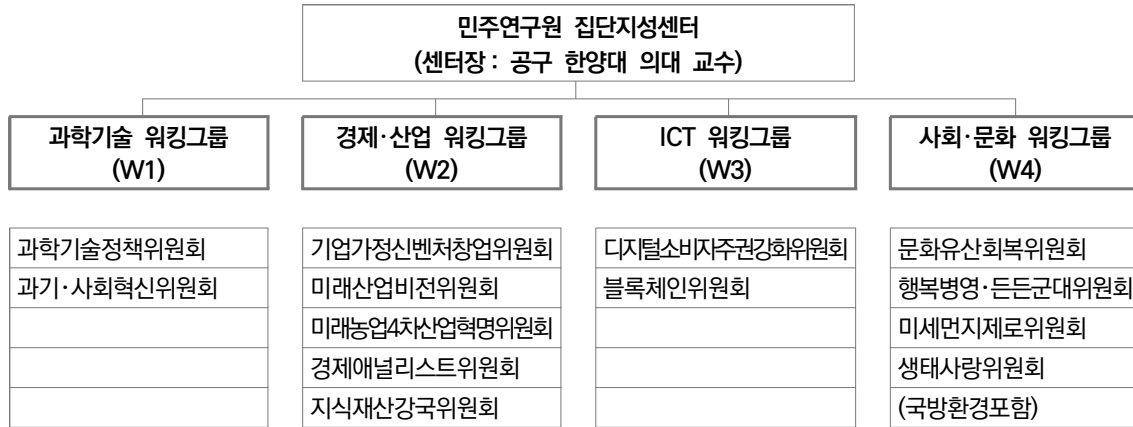 민주연구원 집단지성센터
(센터장 : 공구 한양대 의대 교수)
과학기술 워킹그룹
(W1)
경제·산업 워킹그룹
(W2)
ICT 워킹그룹
(W3)
사회·문화 워킹그룹
(W4)
과학기술정책위원회
과기·사회혁신위원회
기업가정신벤처창업위원회
미래산업비전위원회
미래농업4차산업혁명위원회
경제애널리스트위원회
지식재산강국위원회
디지털소비자주권강화위원회
블록체인위원회
문화유산회복위원회
행복병영·든든군대위원회
미세먼지제로위원회
생태사랑위원회
(국방환경포함)